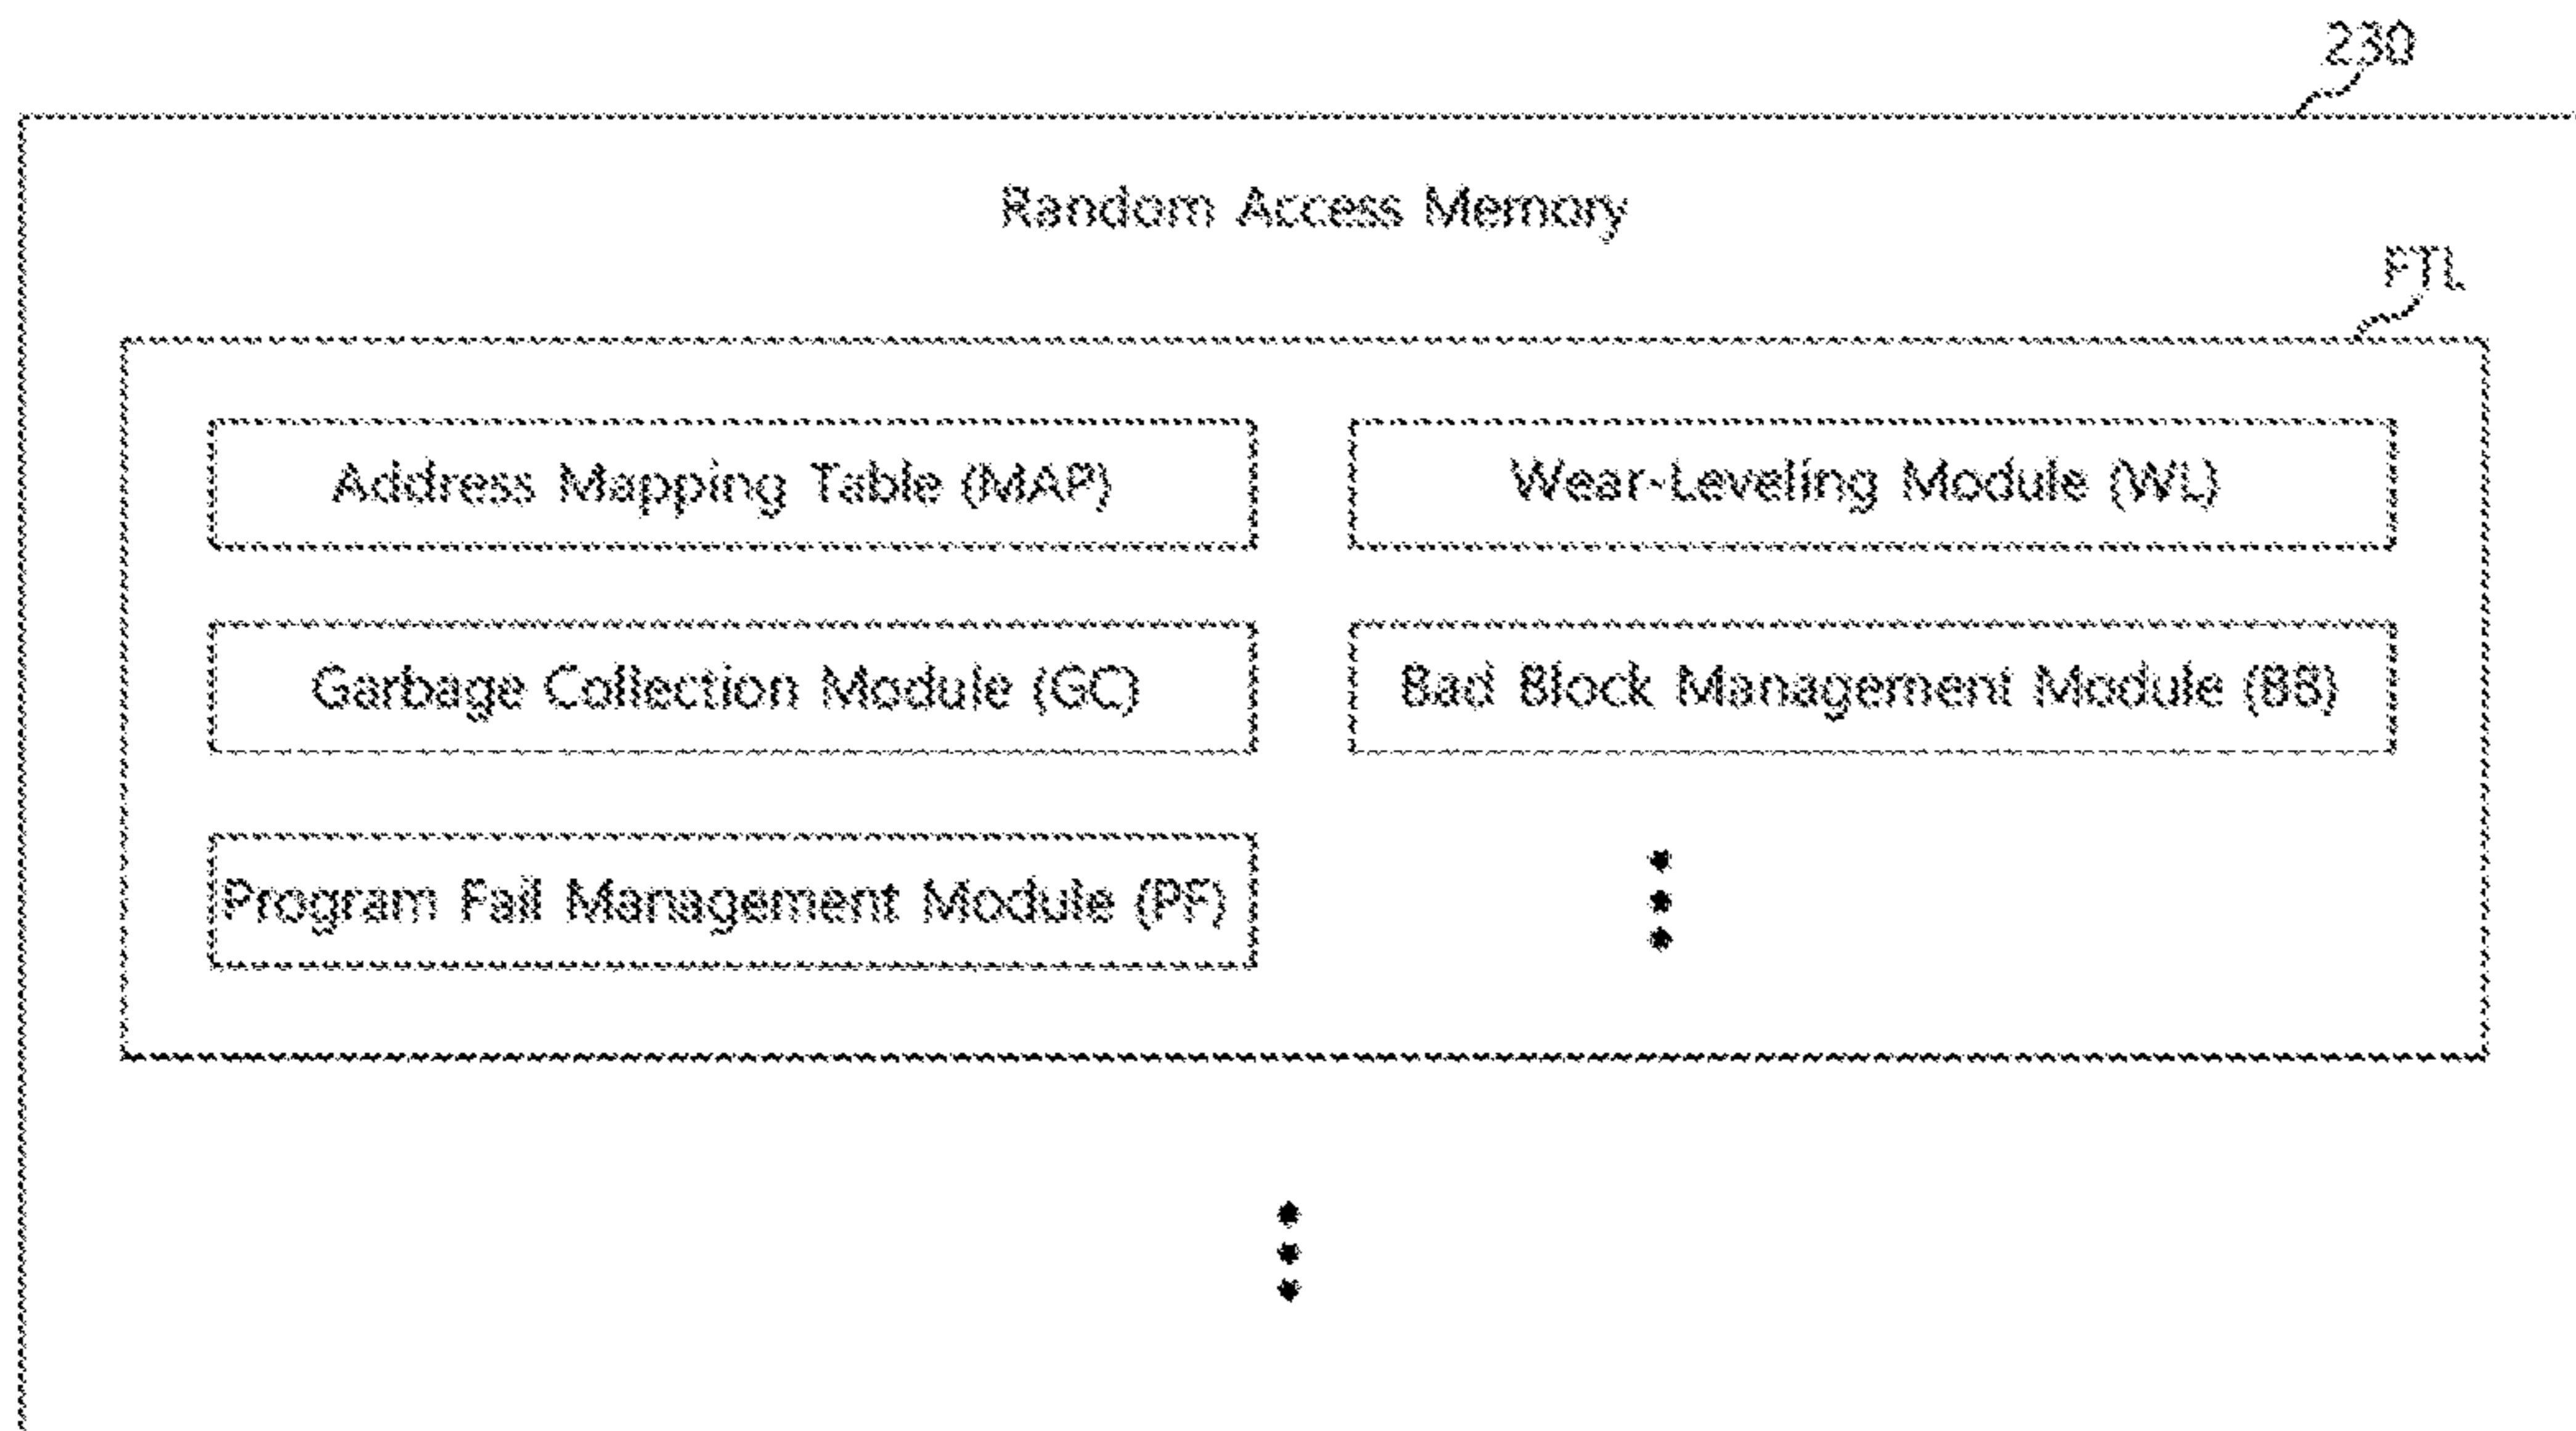 230
Random Access Memory
FTL
Address Mapping Table (MAP)
Wear-Leveling Module (WL)
Garbage Collection Module (GC)
Bad Block Management Module (BB)
Program Fail Management Module (PF)